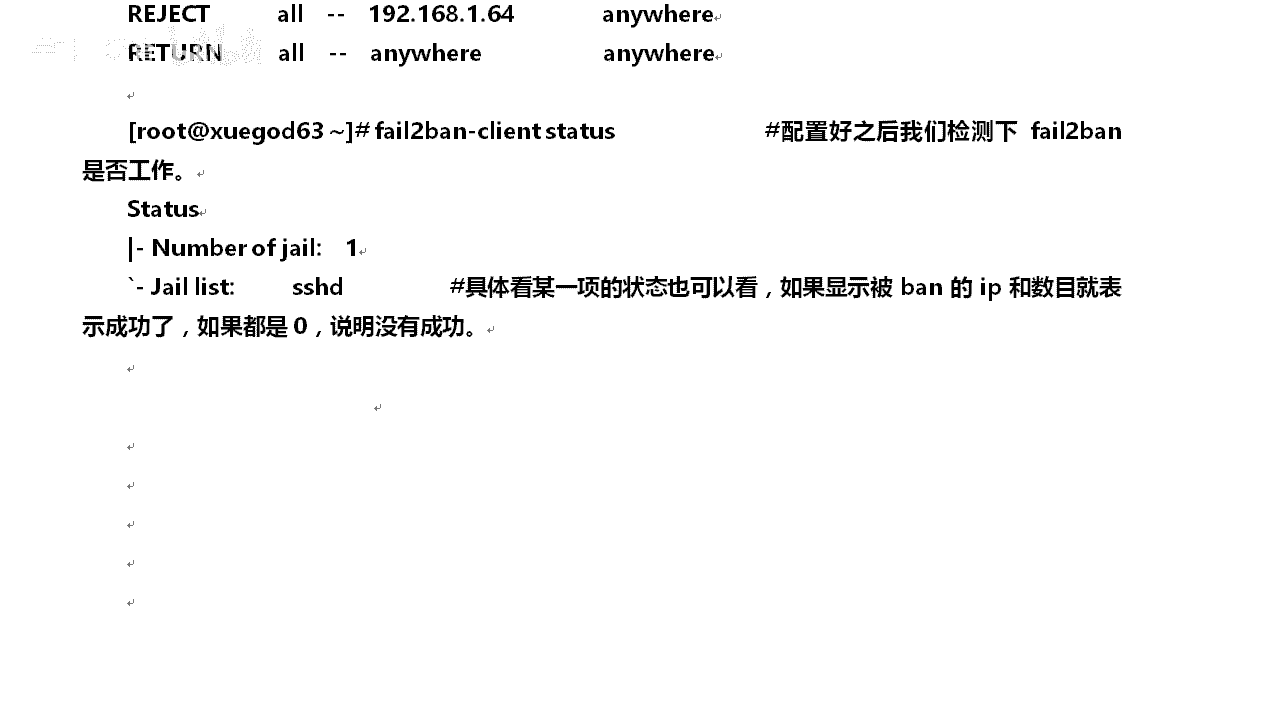 REJECT all -- 192.168.1.64 anywhere
RETURN all -- anywhere anywhere
[root@xuegod63 ~]# fail2ban-client status #配置好之后我们检测下 fail2ban
是否工作。
Status
|- Number of jail: 1
`- Jail list: sshd #具体看某一项的状态也可以看，如果显示被 ban 的 ip 和数目就表
示成功了，如果都是 0，说明没有成功。